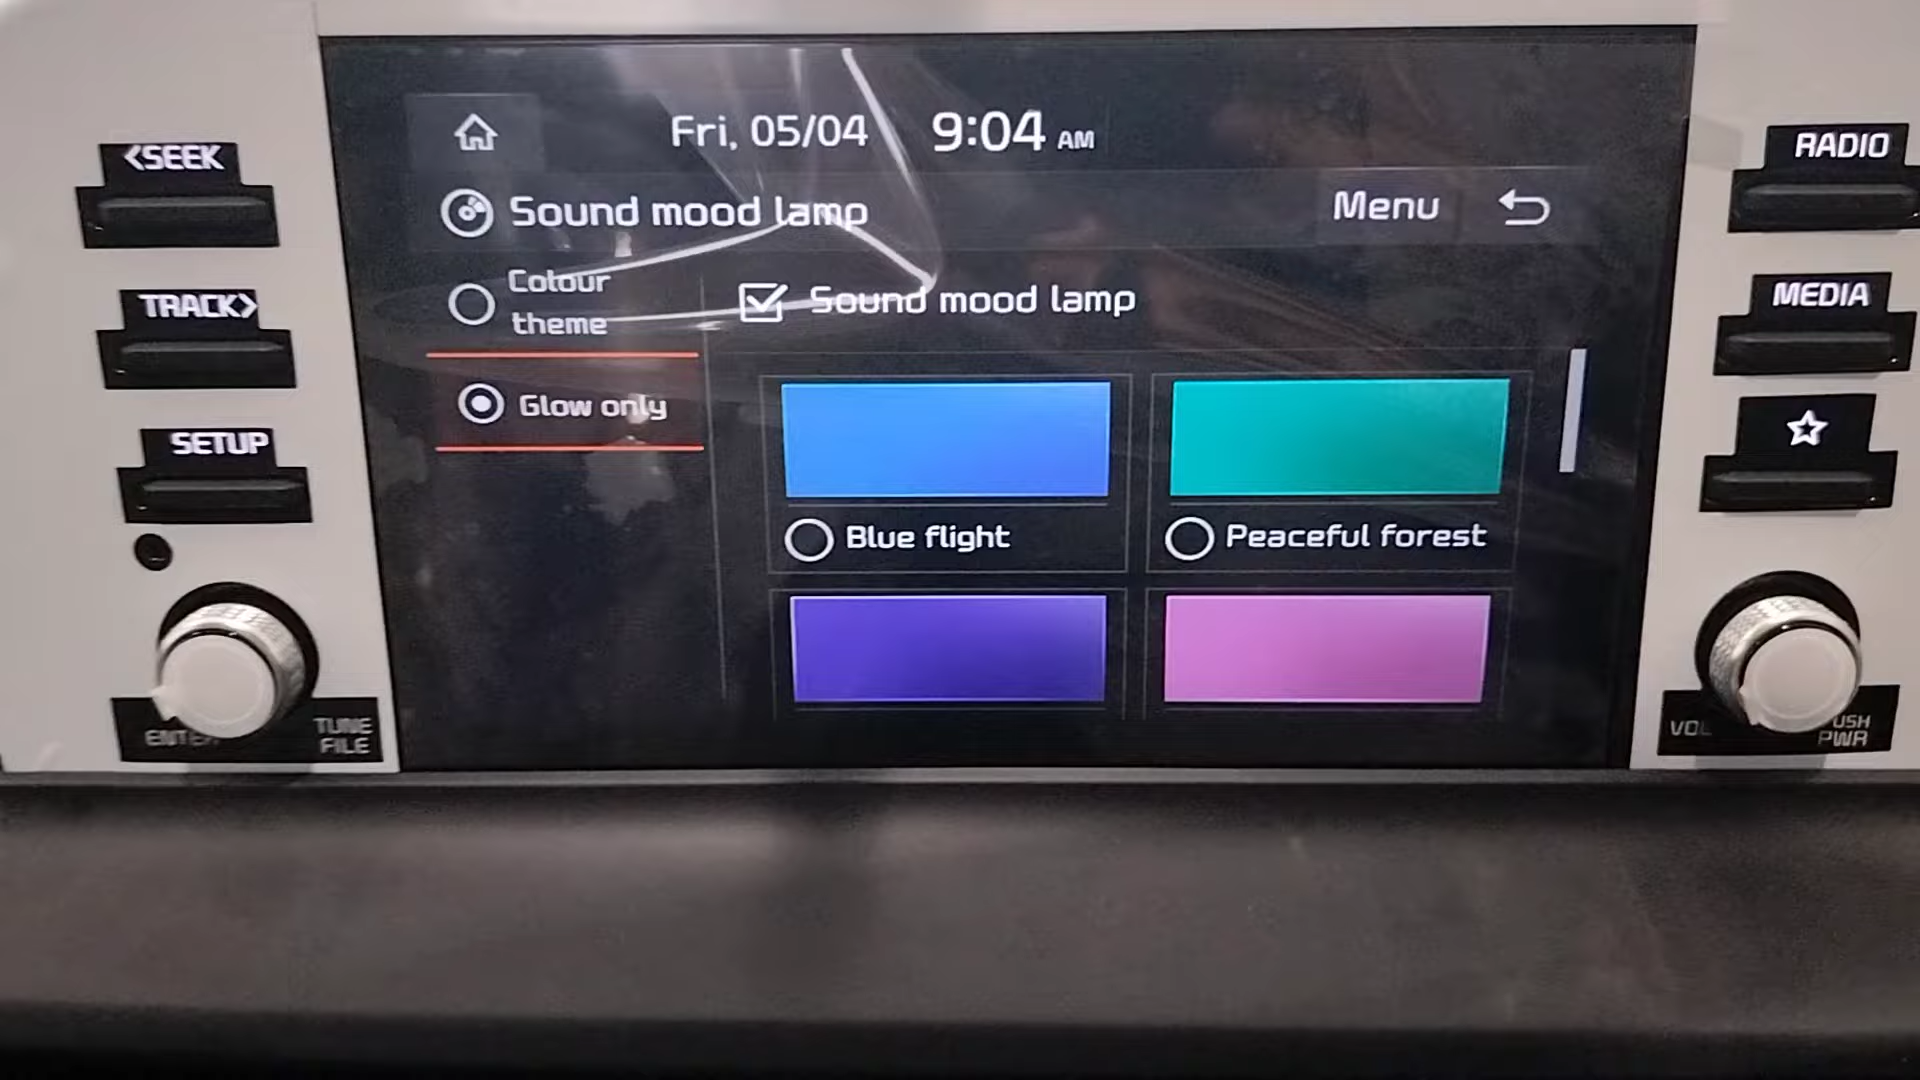 Fri, 05/04 9:04 AM
Sound mood lamp
Menu
Colour
theme
Sound mood lamp
Glow only
Blue flight
Peaceful forest
<SEEK
TRACK>
SETUP
TUNE
FILE
RADIO
MEDIA
PWR